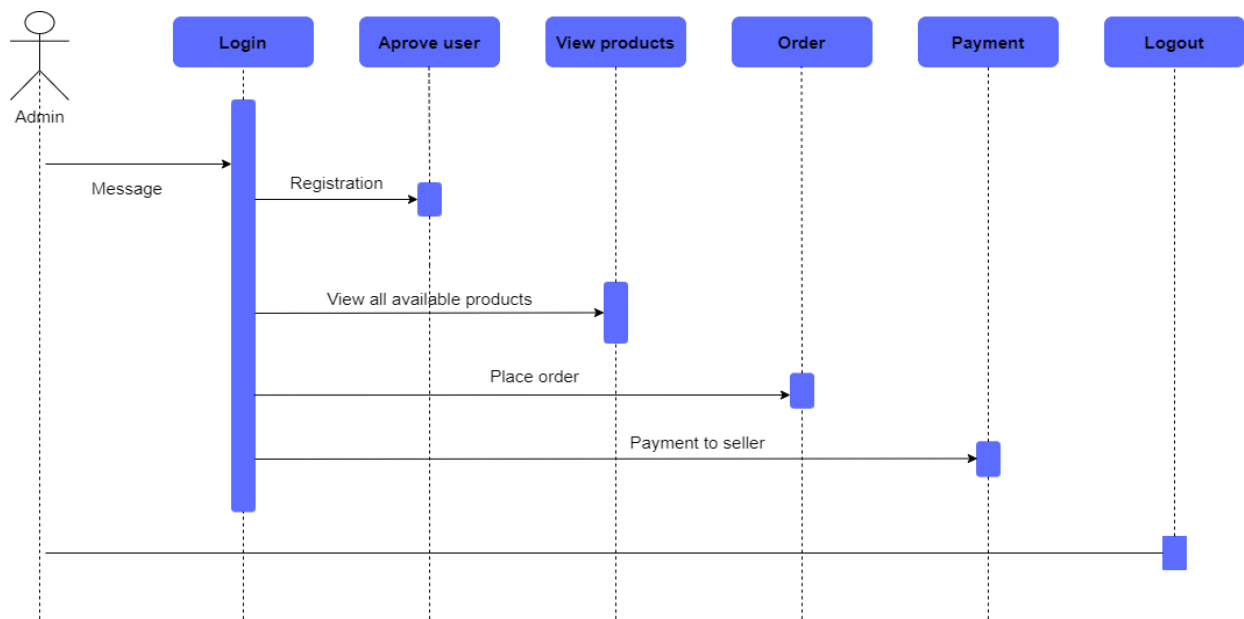 Login
Aprove user
View products
Order
Payment
Logout
Admin
Message
Registration
View all available products
Place order
Payment to seller